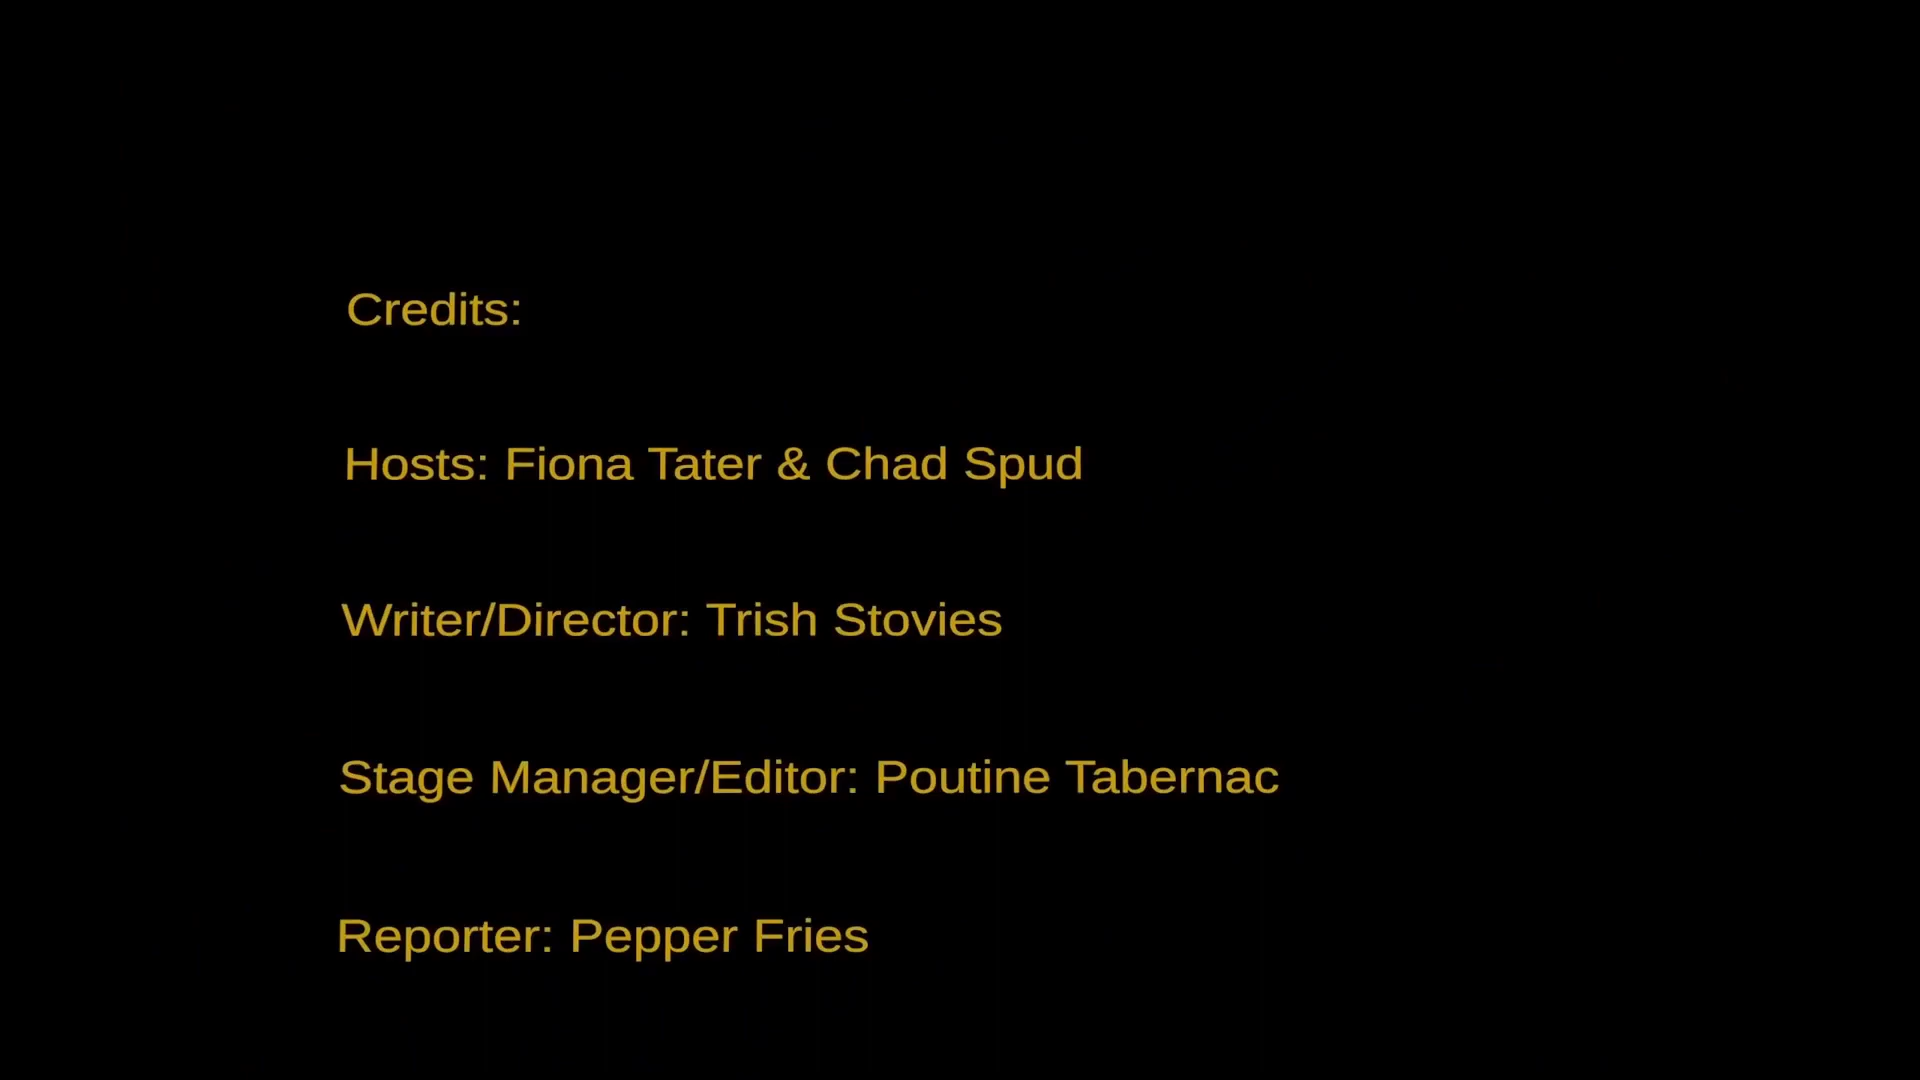 Credits:
Hosts: Fiona Tater & Chad Spud
Writer/Director: Trish Stovies
Stage Manager/Editor: Poutine Tabernac
Reporter: Pepper Fries